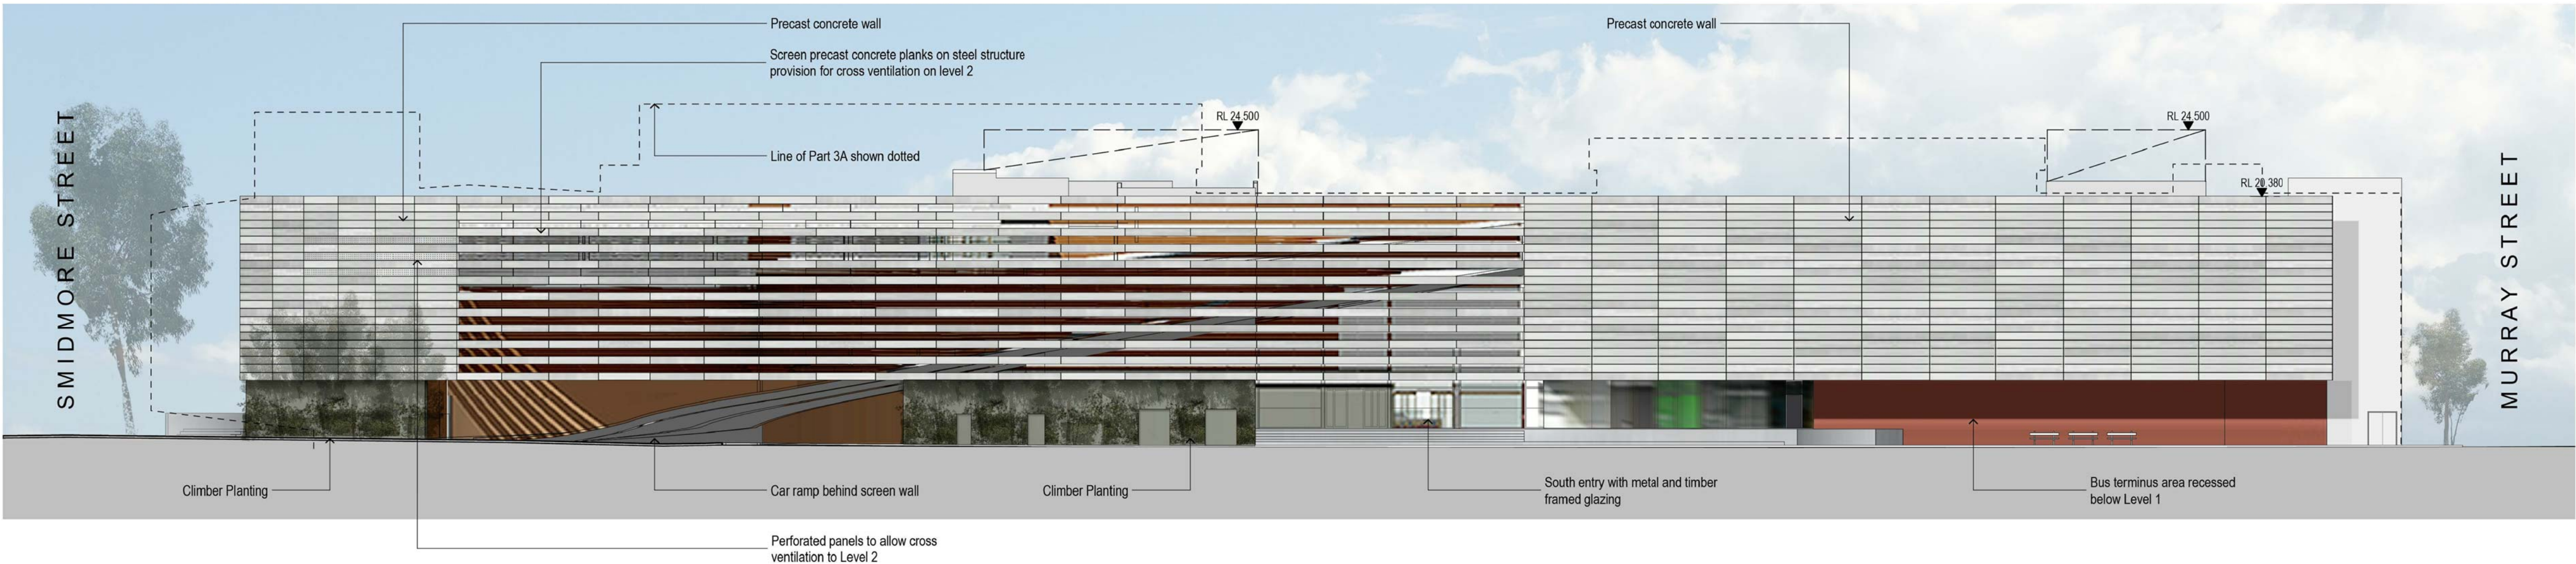 Precast concrete wall
Precast concrete wall
Screen precast concrete planks on steel structure
provision for cross ventilation on level 2
RL 24.500
RL 24.500
Line of Part 3A shown dotted
RL 20.380
SMIDMORE STREET
MURRAY STREET
Climber Planting
Car ramp behind screen wall
Climber Planting
South entry with metal and timber
framed glazing
Bus terminus area recessed
below Level 1
Perforated panels to allow cross
ventilation to Level 2